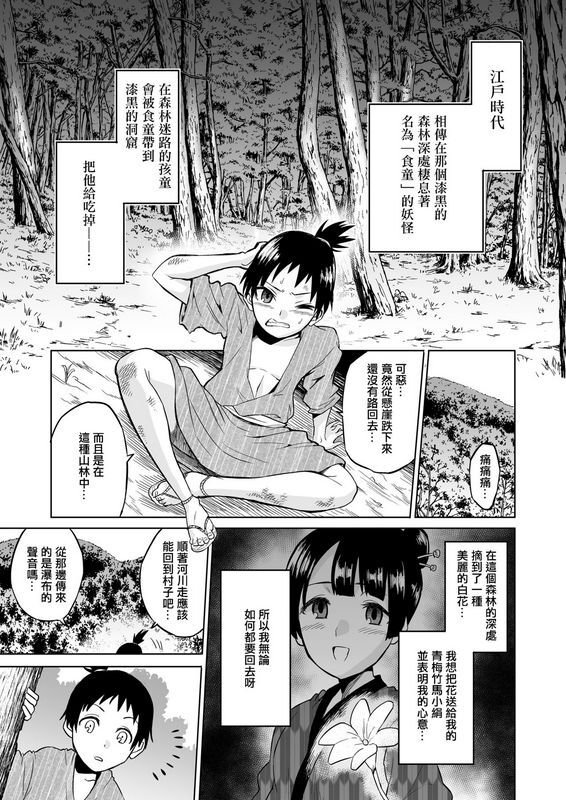 江戶時代
相傳在那個漆黑的
森林深處棲息著
名為「食童」的妖怪
在森林迷路的孩童
會被食童帶到
漆黑的洞窟
把他給吃掉——…
痛痛痛…
可惡…
竟然從懸崖跌下來
還沒有路回去…
而且是在
這種山林中…
在這個森林的深處
摘到了一種
美麗的白花…
我想把花送給我的
青梅竹馬小絹
並表明我的心意…
所以我無論
如何都要回去呀
順著河川走應該
能回到村子吧…
從那邊傳來
的是瀑布的
聲音嗎…